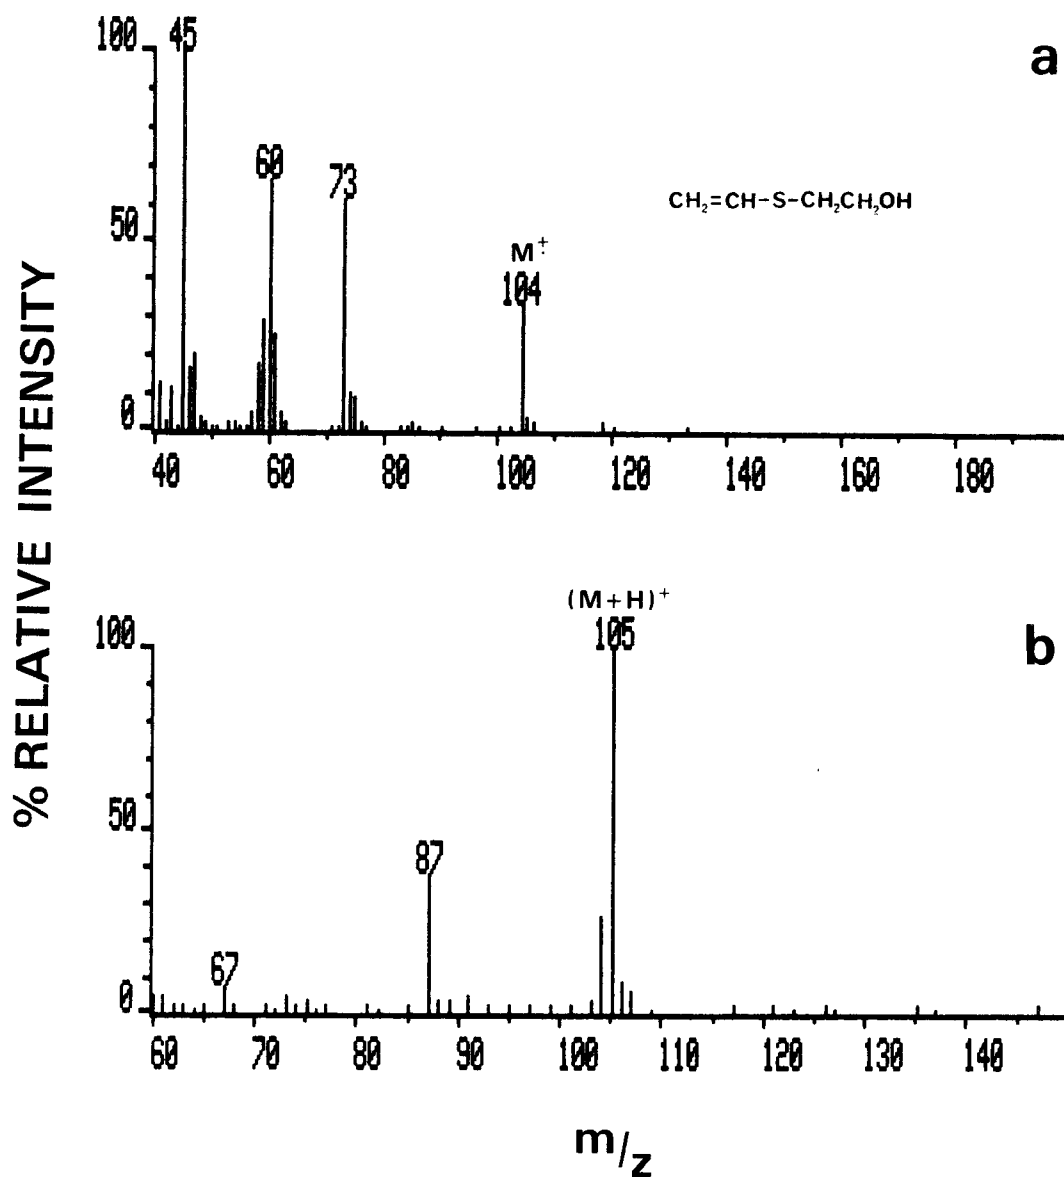 a
100
45
60
73
CH₂=CH-S-CH₂CH₂OH
M⁺·
104
50
0
40 60 80 100 120 140 160 180
% RELATIVE INTENSITY
b
(M+H)⁺
105
100
87
50
67
0
60 70 80 90 100 110 120 130 140
m/z